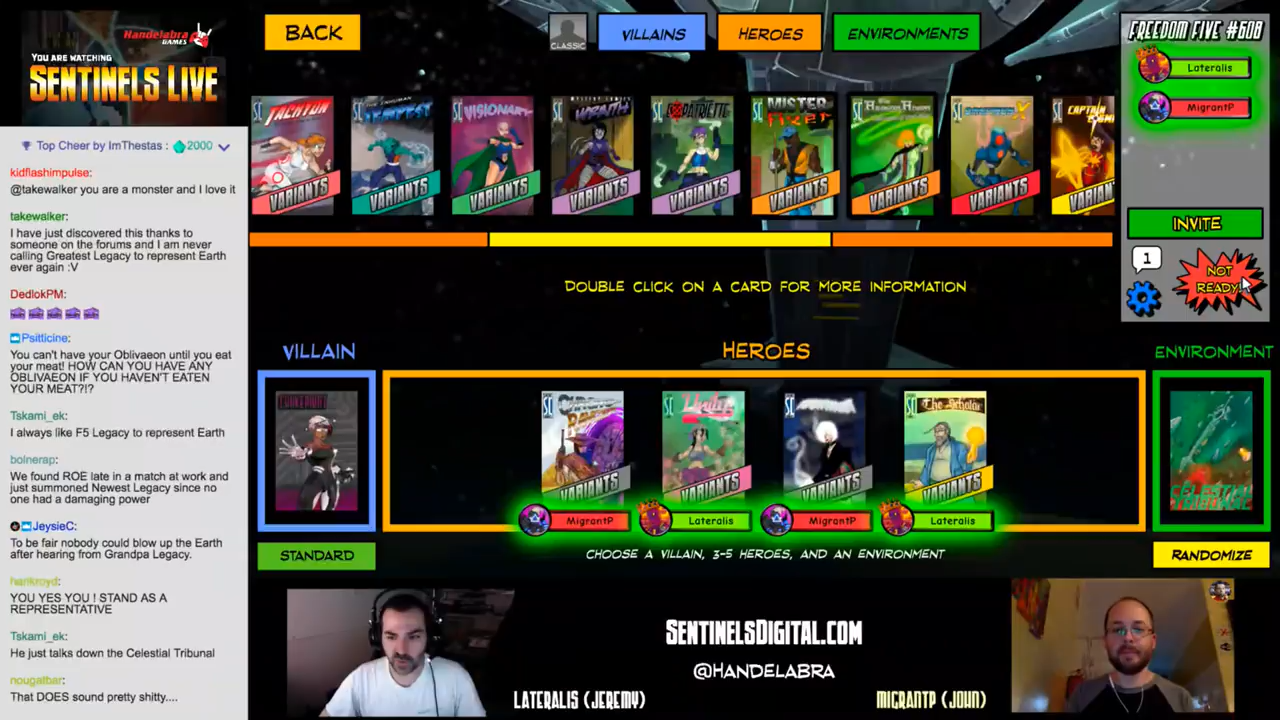 Handelabra
GAMES
YOU ARE WATCHING
SENTINELS LIVE
Top Cheer by ImThestas : 2000
kidflashimpulse:
@takewalker you are a monster and I love it
takewalker:
I have just discovered this thanks to
someone on the forums and I am never
calling Greatest Legacy to represent Earth
ever again :V
DedlokPM:
Psitticine:
You can't have your Oblivaeon until you eat
your meat! HOW CAN YOU HAVE ANY
OBLIVAEON IF YOU HAVEN'T EATEN
YOUR MEAT?!?
Tskami_ek:
I always like F5 Legacy to represent Earth
bolnerap:
We found ROE late in a match at work and
just summoned Newest Legacy since no
one had a damaging power
JeysieC:
To be fair nobody could blow up the Earth
after hearing from Grandpa Legacy.
YOU YES YOU ! STAND AS A
REPRESENTATIVE
Tskami_ek:
He just talks down the Celestial Tribunal
nougatbar:
That DOES sound pretty shitty....
BACK
CLASSIC
VILLAINS
HEROES
ENVIRONMENTS
TACHYON
VARIANTS
TEMPEST
VARIANTS
VISIONARY
VARIANTS
WRAITH
VARIANTS
VARIANTS
MISTER
FIXER
VARIANTS
VARIANTS
VARIANTS
CAPTAIN
VARIANTS
DOUBLE CLICK ON A CARD FOR MORE INFORMATION
VILLAIN
HEROES
ENVIRONMENT
VARIANTS
Unity
VARIANTS
VARIANTS
The Scholar
VARIANTS
CELESTIAL
TRIBUNAL
MigrantP
Lateralis
MigrantP
Lateralis
STANDARD
CHOOSE A VILLAIN, 3-5 HEROES, AND AN ENVIRONMENT
RANDOMIZE
FREEDOM FIVE #608
Lateralis
MigrantP
INVITE
1
NOT
READY!
SENTINELSDIGITAL.COM
@HANDELABRA
LATERALIS (JEREMY)
MIGRANTP (JOHN)